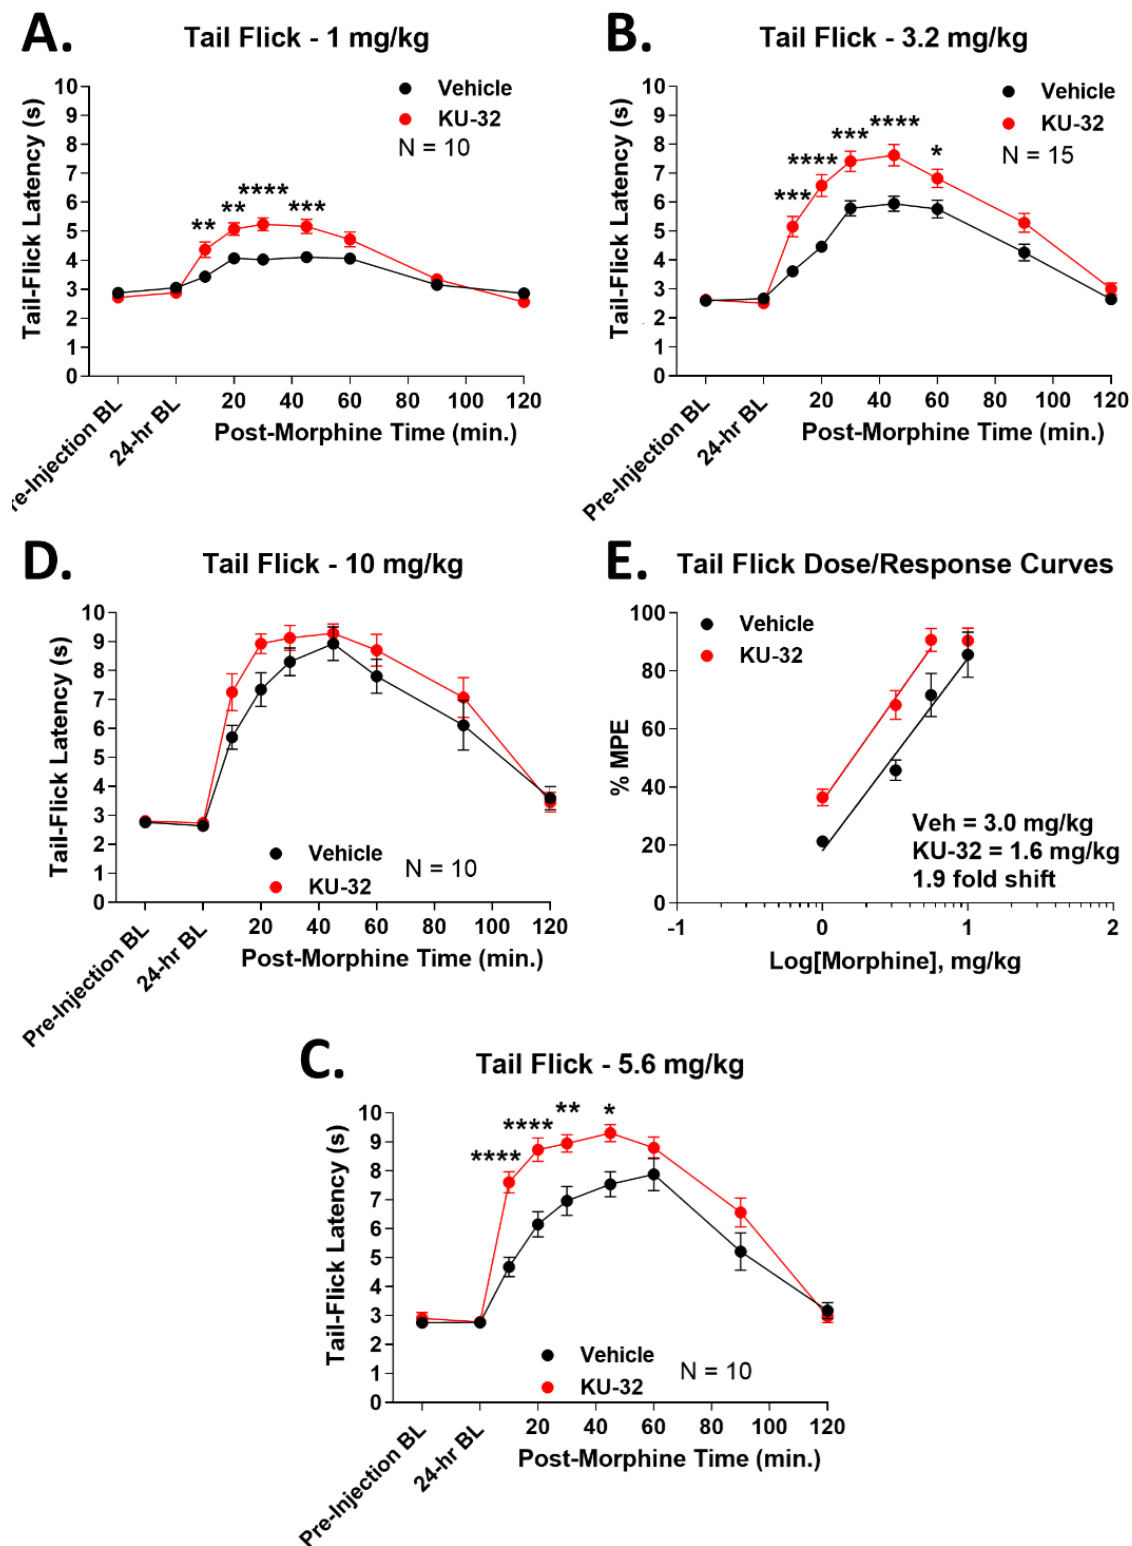 A.
Tail Flick - 1 mg/kg
Tail-Flick Latency (s)
10
9
8
7
6
5
4
3
2
1
0
Vehicle
KU-32
N = 10
**
**
****
***
20 40 60 80 100 120
re-Injection BL
24-hr BL
Post-Morphine Time (min.)
B.
Tail Flick - 3.2 mg/kg
Tail-Flick Latency (s)
10
9
8
7
6
5
4
3
2
1
0
Vehicle
KU-32
N = 15
***
****
***
****
*
20 40 60 80 100 120
Pre-Injection BL
24-hr BL
Post-Morphine Time (min.)
D.
Tail Flick - 10 mg/kg
Tail-Flick Latency (s)
10
9
8
7
6
5
4
3
2
1
0
Vehicle
KU-32
N = 10
20 40 60 80 100 120
Pre-Injection BL
24-hr BL
Post-Morphine Time (min.)
E.
Tail Flick Dose/Response Curves
% MPE
100
80
60
40
20
0
Vehicle
KU-32
Veh = 3.0 mg/kg
KU-32 = 1.6 mg/kg
1.9 fold shift
-1 0 1 2
Log[Morphine], mg/kg
C.
Tail Flick - 5.6 mg/kg
Tail-Flick Latency (s)
10
9
8
7
6
5
4
3
2
1
0
****
****
**
*
Vehicle
KU-32
N = 10
20 40 60 80 100 120
Pre-Injection BL
24-hr BL
Post-Morphine Time (min.)